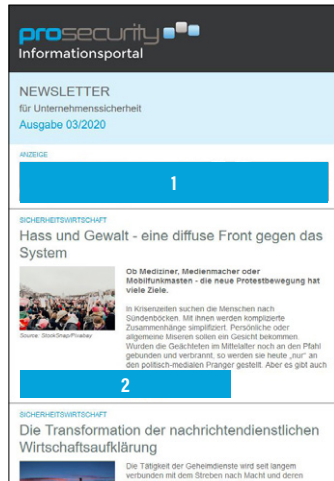 prosecurity
Informationsportal
NEWSLETTER
für Unternehmenssicherheit
Ausgabe 03/2020
ANZEIGE
1
SICHERHEITSWIRTSCHAFT
Hass und Gewalt - eine diffuse Front gegen das
System
Ob Mediziner, Medienmacher oder
Mobilfunkmasten - die neue Protestbewegung hat
viele Ziele.
In Krisenzeiten suchen die Menschen nach
Sündenböcken. Mit ihnen werden komplizierte
Zusammenhänge simplifiziert. Persönliche oder
allgemeine Miseren sollen ein Gesicht bekommen.
Wurden die Geächteten im Mittelalter noch an den Pfahl
gebunden und verbrannt, so werden sie heute „nur“ an
den politisch-medialen Pranger gestellt. Aber es gibt auch
Source: StockSnap/Pixabay
2
SICHERHEITSWIRTSCHAFT
Die Transformation der nachrichtendienstlichen
Wirtschaftsaufklärung
Die Tätigkeit der Geheimdienste wird seit langem
verbunden mit dem Streben nach Macht und deren